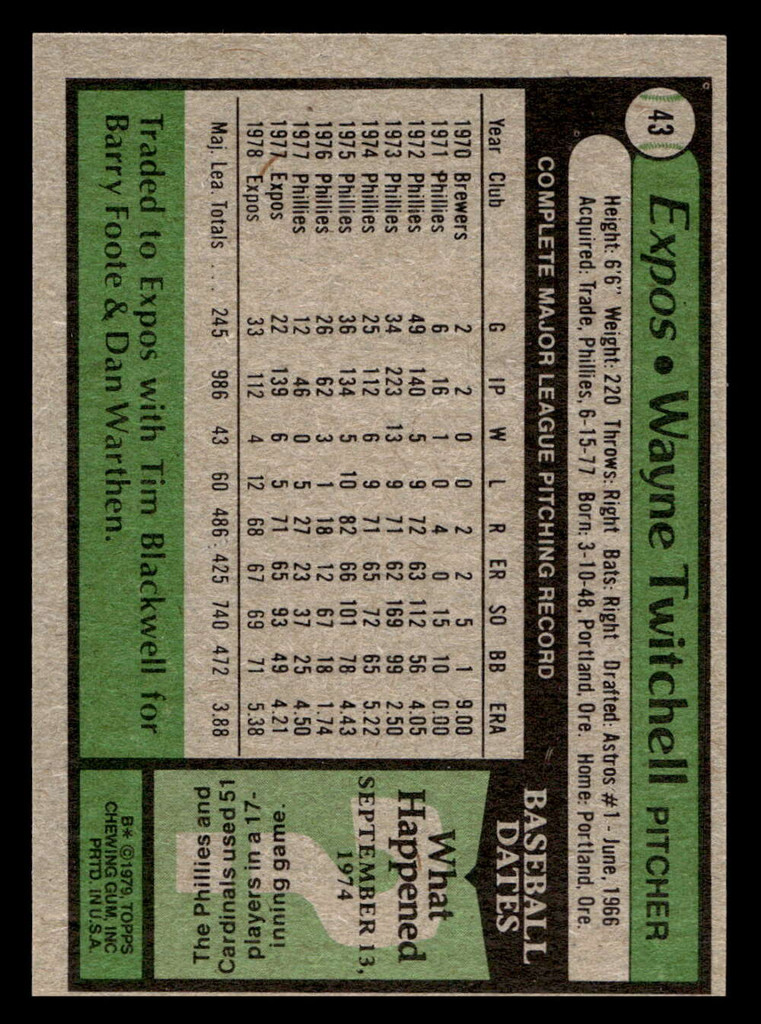 43
Expos • Wayne Twitchell PITCHER
Height: 6'6" Weight: 220 Throws: Right Bats: Right Drafted: Astros #1 - June, 1966
Acquired: Trade, Phillies, 6-15-77 Born: 3-10-48, Portland, Ore. Home: Portland, Ore.
COMPLETE MAJOR LEAGUE PITCHING RECORD
Year Club G IP W L R ER SO BB ERA
1970 Brewers 2 2 0 0 2 2 5 1 9.00
1971 Phillies 6 16 1 0 4 0 15 10 0.00
1972 Phillies 49 140 5 9 72 63 112 56 4.05
1973 Phillies 34 223 13 9 71 62 169 99 2.50
1974 Phillies 25 112 6 9 71 65 72 65 5.22
1975 Phillies 36 134 5 10 82 66 101 78 4.43
1976 Phillies 26 62 3 1 18 12 67 18 1.74
1977 Phillies 12 46 0 5 27 23 37 25 4.50
1977 Expos 22 139 6 5 71 65 93 49 4.21
1978 Expos 33 112 4 12 68 67 69 71 5.38
Maj. Lea. Totals . . . 245 986 43 60 486 425 740 472 3.88
Traded to Expos with Tim Blackwell for
Barry Foote & Dan Warthen.
BASEBALL
DATES
What
Happened
SEPTEMBER 13,
1974
The Phillies and
Cardinals used 51
players in a 17-
inning game.
B* ©1979, TOPPS
CHEWING GUM, INC
PRTD. IN U.S.A.